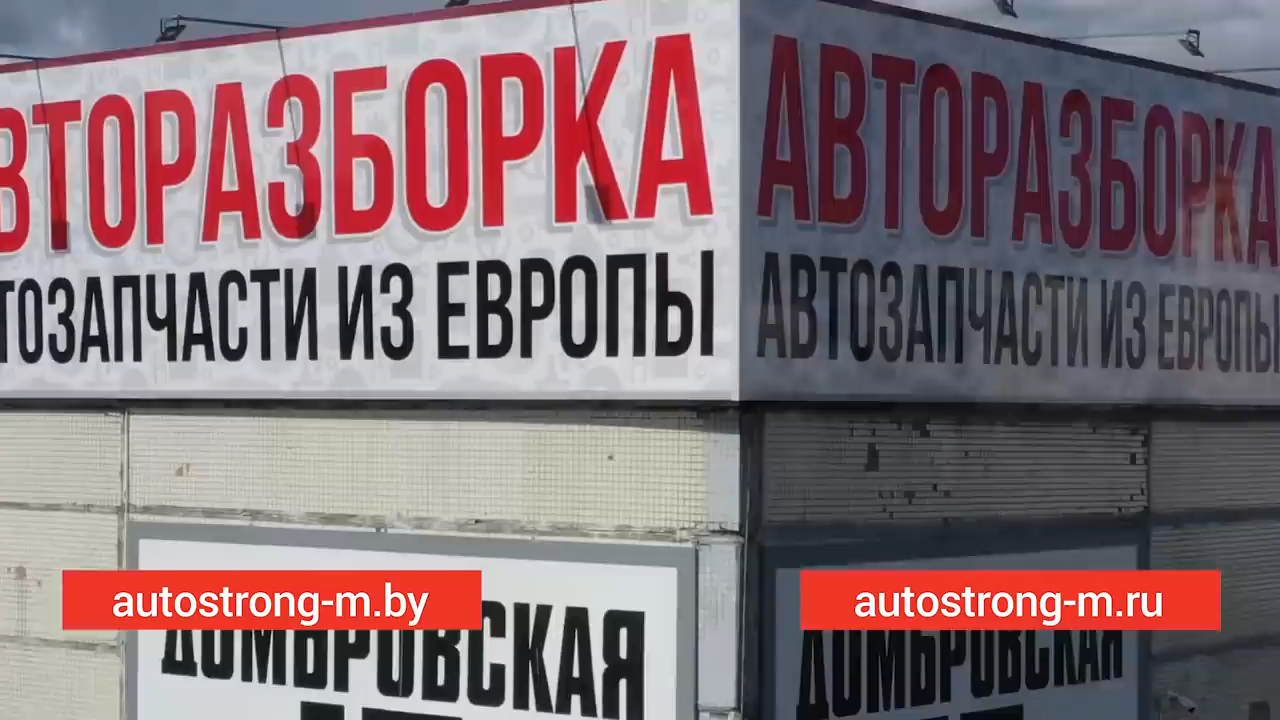 ВТОРАЗБОРКА
ТОЗАПЧАСТИ ИЗ ЕВРОПЫ
АВТОРАЗБОРКА
АВТОЗАПЧАСТИ ИЗ ЕВРОПЫ
autostrong-m.by
ДОМБРОВСКАЯ
autostrong-m.ru
ДОМБРОВСКАЯ